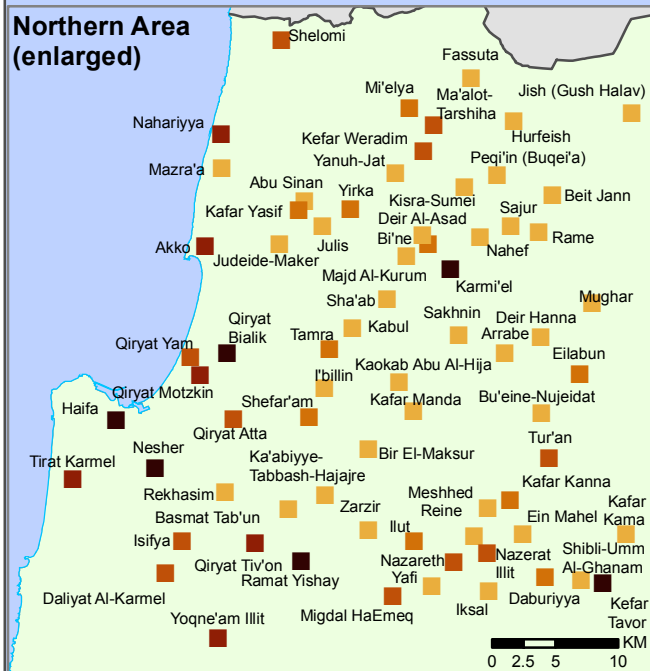 Northern Area
(enlarged)
Shelomi
Fassuta
Mi'elya
Ma'alot-
Tarshiha
Jish (Gush Halav)
Nahariyya
Kefar Weradim
Hurfeish
Mazra'a
Yanuh-Jat
Peqi'in (Buqei'a)
Abu Sinan
Yirka
Kisra-Sumei
Beit Jann
Kafar Yasif
Deir Al-Asad
Sajur
Akko
Julis
Bi'ne
Nahef
Rame
Judeide-Maker
Majd Al-Kurum
Karmi'el
Sha'ab
Mughar
Qiryat
Bialik
Kabul
Sakhnin
Deir Hanna
Qiryat Yam
Tamra
Arrabe
Eilabun
I'billin
Kaokab Abu Al-Hija
Qiryat Motzkin
Shefar'am
Kafar Manda
Bu'eine-Nujeidat
Haifa
Qiryat Atta
Nesher
Tur'an
Tirat Karmel
Ka'abiyye-
Tabbash-Hajajre
Bir El-Maksur
Rekhasim
Meshhed
Kafar Kanna
Zarzir
Reine
Kafar
Kama
Basmat Tab'un
Ilut
Ein Mahel
Isifya
Nazareth
Nazerat
Illit
Shibli-Umm
Al-Ghanam
Qiryat Tiv'on
Ramat Yishay
Yafi
Daliyat Al-Karmel
Migdal HaEmeq
Iksal
Daburiyya
Kefar
Tavor
Yoqne'am Illit
KM
0 2.5 5 10